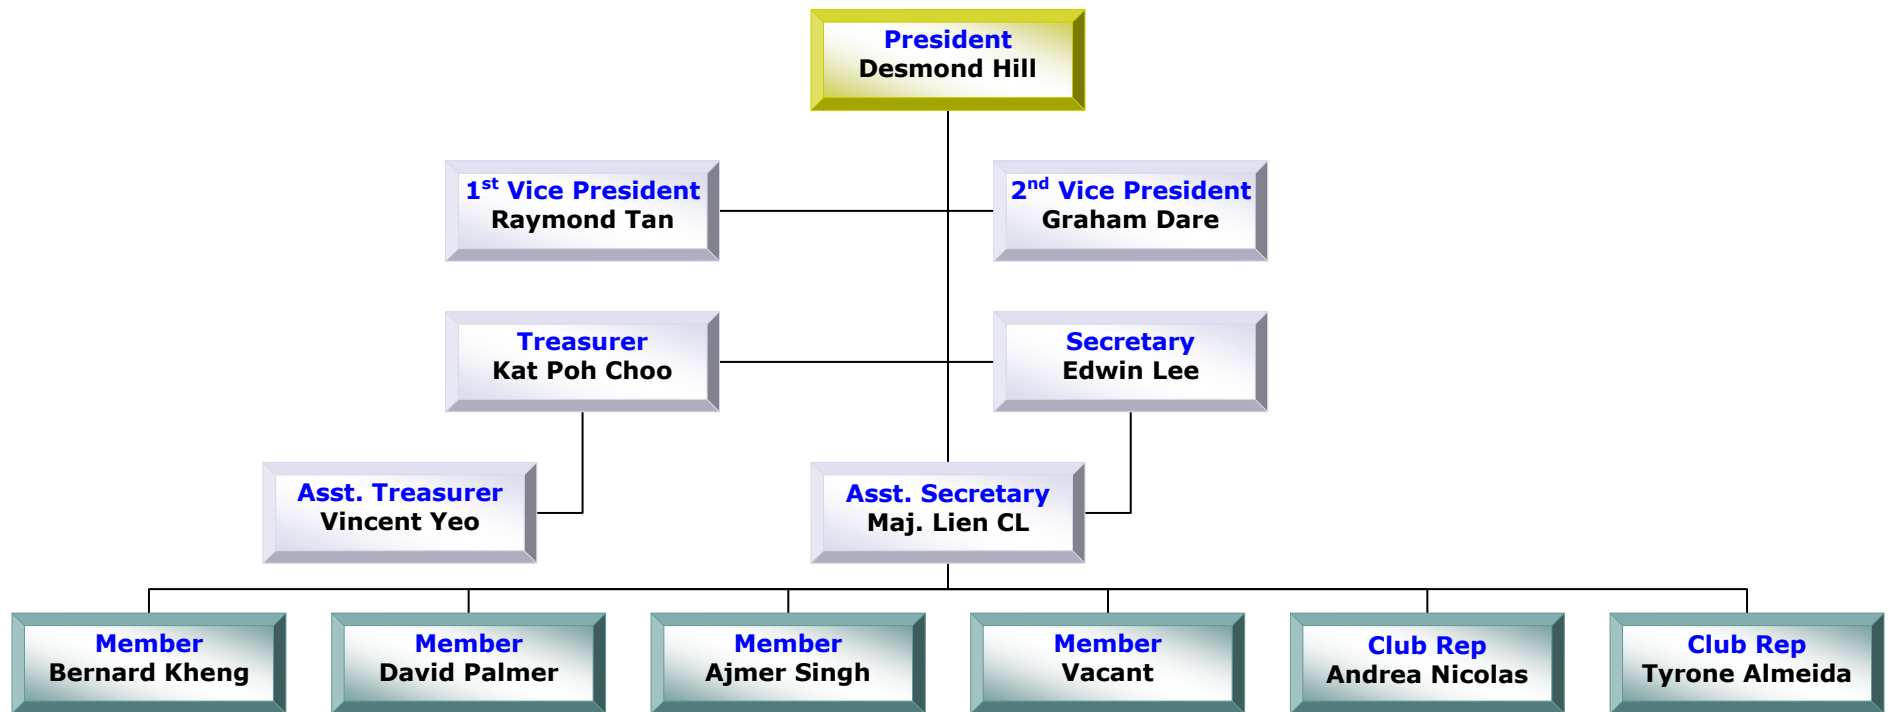 President
Desmond Hill
1st Vice President
Raymond Tan
2nd Vice President
Graham Dare
Treasurer
Kat Poh Choo
Secretary
Edwin Lee
Asst. Treasurer
Vincent Yeo
Asst. Secretary
Maj. Lien CL
Member
Bernard Kheng
Member
David Palmer
Member
Ajmer Singh
Member
Vacant
Club Rep
Andrea Nicolas
Club Rep
Tyrone Almeida